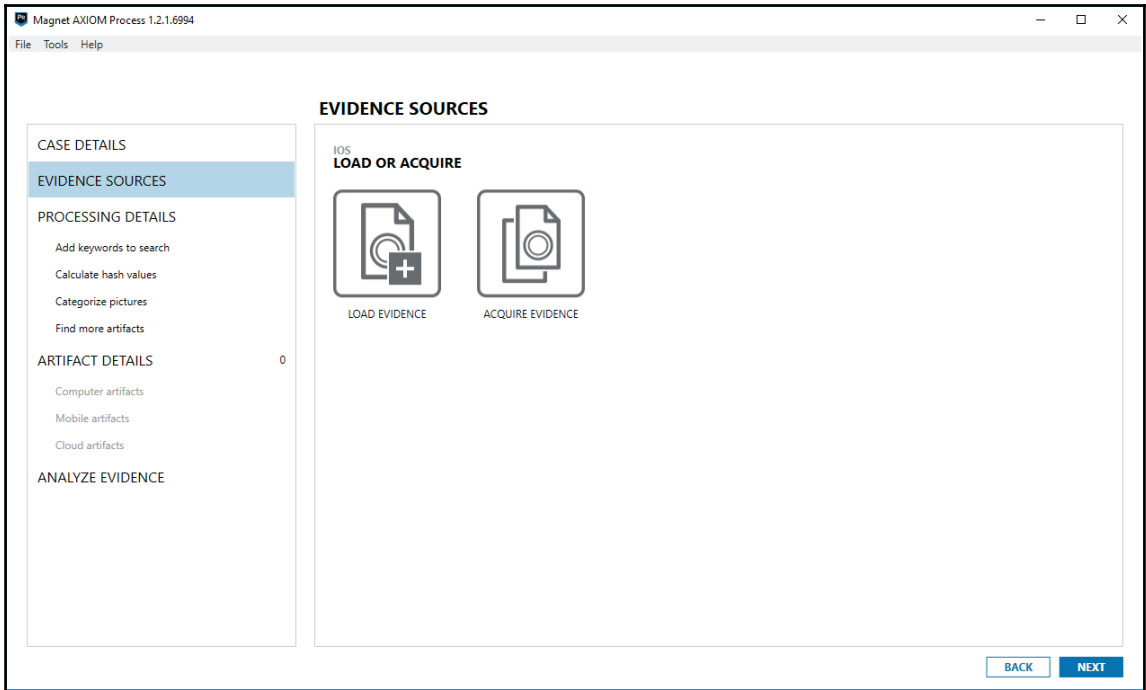 Magnet AXIOM Process 1.2.1.6994
File Tools Help
EVIDENCE SOURCES
CASE DETAILS
EVIDENCE SOURCES
PROCESSING DETAILS
Add keywords to search
Calculate hash values
Categorize pictures
Find more artifacts
ARTIFACT DETAILS 0
Computer artifacts
Mobile artifacts
Cloud artifacts
ANALYZE EVIDENCE
IOS
LOAD OR ACQUIRE
LOAD EVIDENCE ACQUIRE EVIDENCE
BACK NEXT